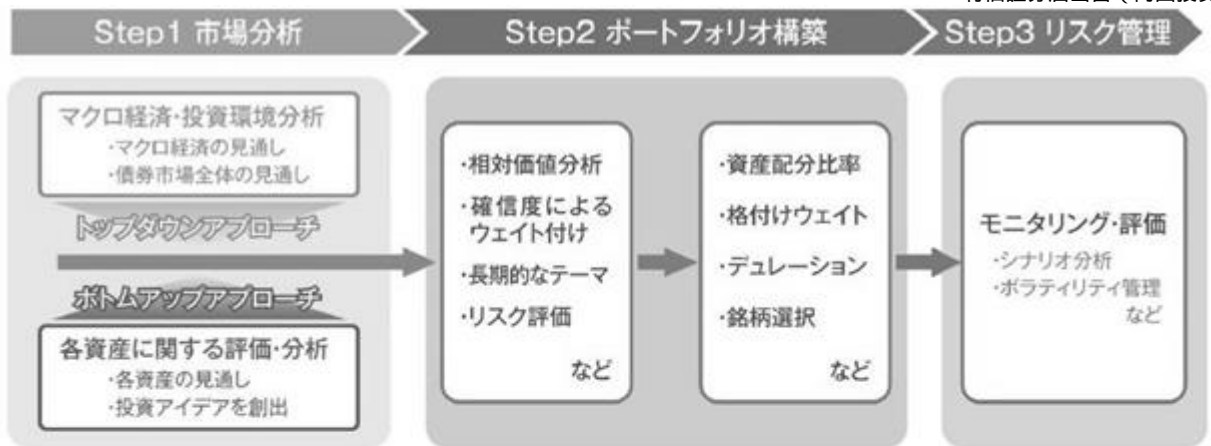 Step1 市場分析
Step2 ポートフォリオ構築
Step3 リスク管理
マクロ経済・投資環境分析
・マクロ経済の見通し
・債券市場全体の見通し
トップダウンアプローチ
ボトムアップアプローチ
各資産に関する評価・分析
・各資産の見通し
・投資アイデアを創出
・相対価値分析
・確信度による
ウェイト付け
・長期的なテーマ
・リスク評価
など
・資産配分比率
・格付けウェイト
・デュレーション
・銘柄選択
など
モニタリング・評価
・シナリオ分析
・ボラティリティ管理
など